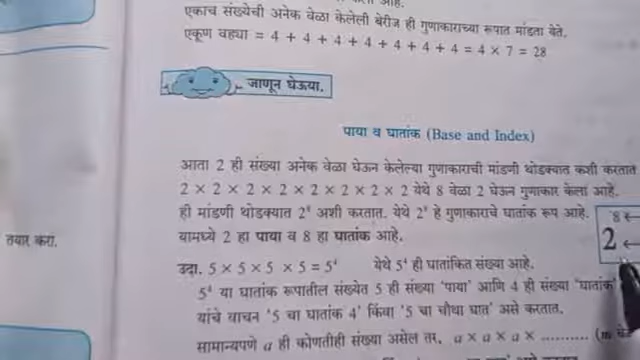 एकाच संख्येची अनेक वेळा केलेली बेरीज ही गुणाकाराच्या रूपात मांडता येते.
एकूण वह्या = 4 + 4 + 4 + 4 + 4 + 4 + 4 = 4 × 7 = 28
जाणून घेऊया.
पाया व घातांक (Base and Index)
आता 2 ही संख्या अनेक वेळा घेऊन केलेल्या गुणाकाराची मांडणी थोडक्यात कशी करतात
2 × 2 × 2 × 2 × 2 × 2 × 2 × 2 येथे 8 वेळा 2 घेऊन गुणाकार केला आहे.
ही मांडणी थोडक्यात 2⁸ अशी करतात. येथे 2⁸ हे गुणाकाराचे घातांक रूप आहे.
8 ←
यामध्ये 2 हा पाया व 8 हा घातांक आहे.
2 ←
तयार करा.
उदा. 5 × 5 × 5 × 5 = 5⁴ येथे 5⁴ ही घातांकित संख्या आहे.
5⁴ या घातांक रूपातील संख्येत 5 ही संख्या 'पाया' आणि 4 ही संख्या 'घातांक
यांचे वाचन '5 चा घातांक 4' किंवा '5 चा चौथा घात' असे करतात.
सामान्यपणे a ही कोणतीही संख्या असेल तर, a × a × a × .......... (m